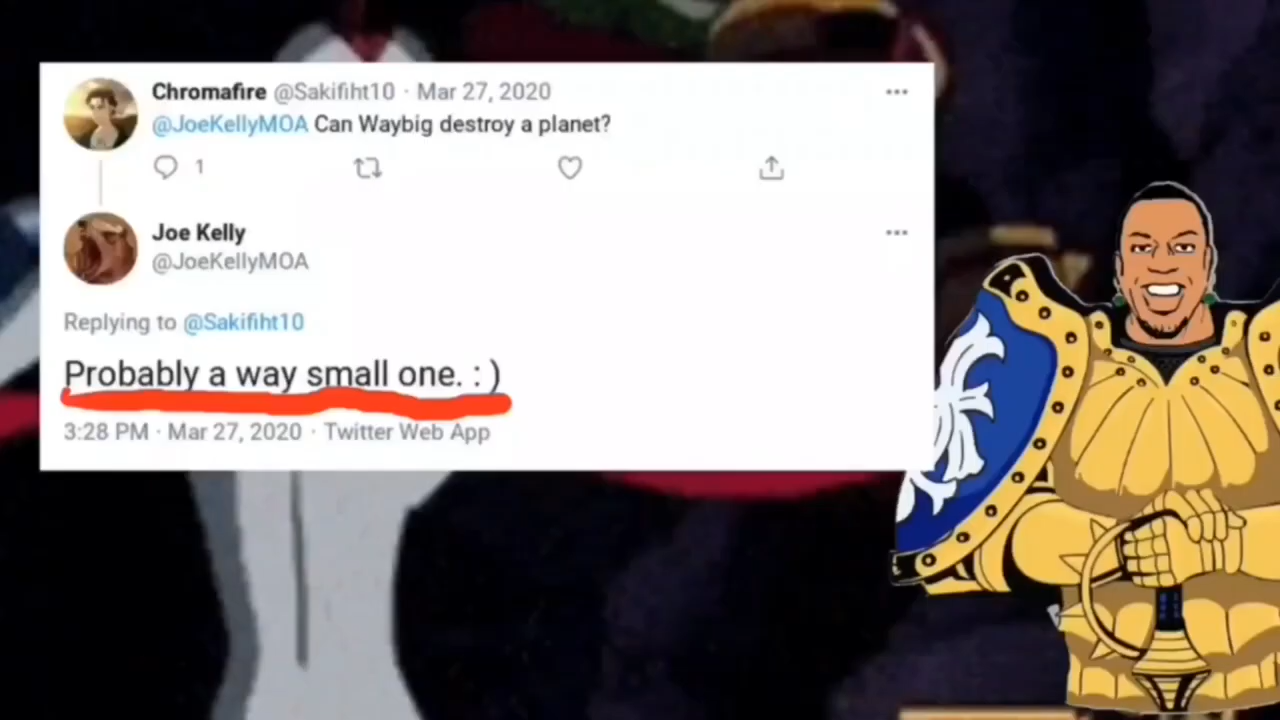 Chromafire @Sakifiht10 · Mar 27, 2020
@JoeKellyMOA Can Waybig destroy a planet?
1
Joe Kelly
@JoeKellyMOA
Replying to @Sakifiht10
Probably a way small one. : )
3:28 PM · Mar 27, 2020 · Twitter Web App